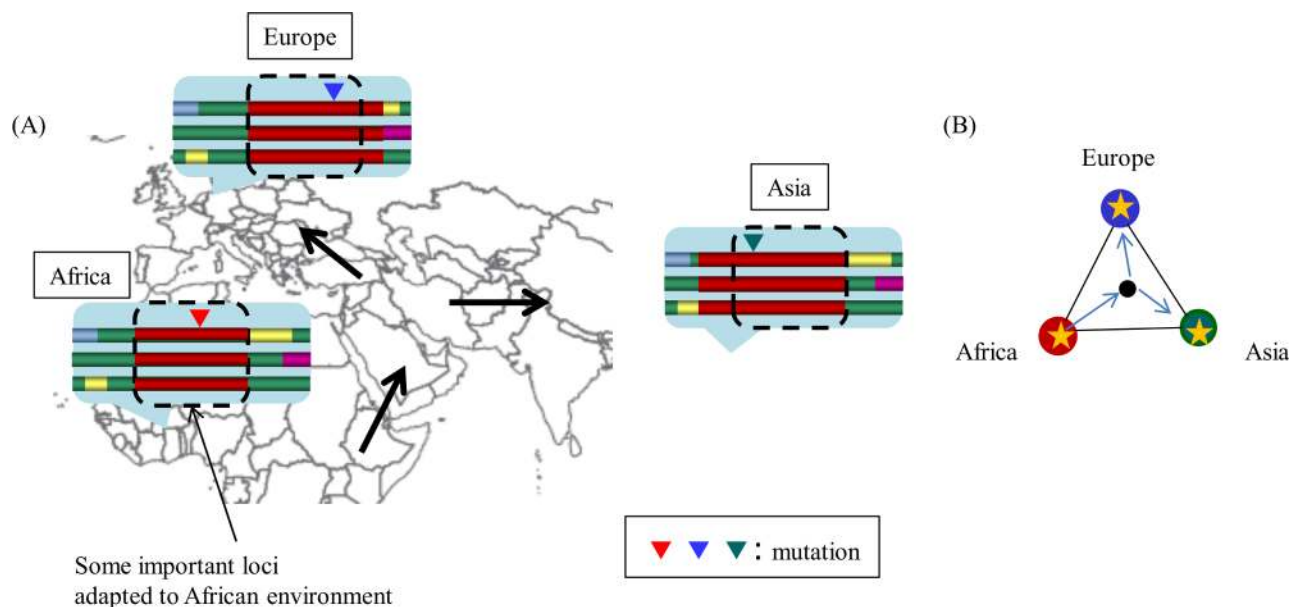 (A)
Europe
Africa
Asia
Some important loci
adapted to African environment
: mutation
(B)
Europe
Africa
Asia